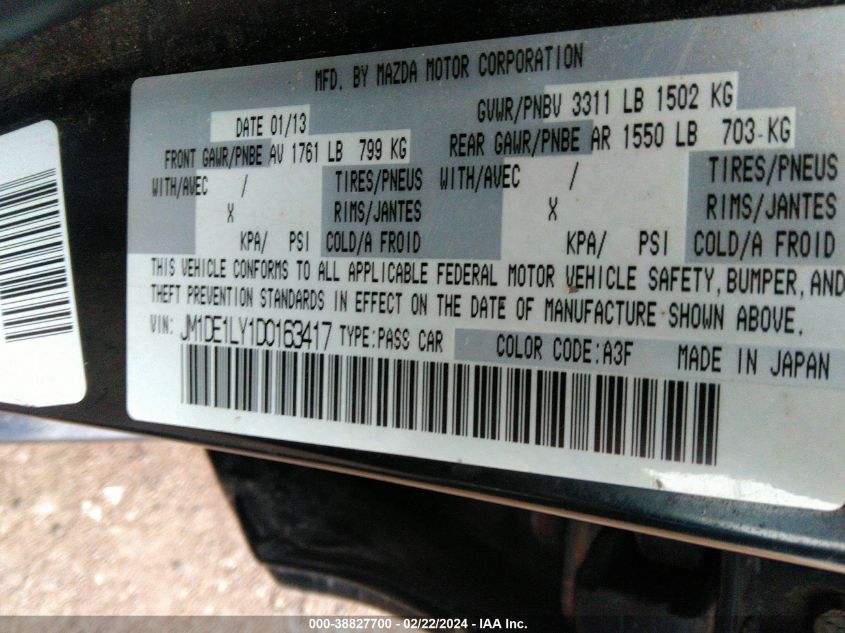 MFD. BY MAZDA MOTOR CORPORATION
DATE 01/13 GVWR/PNBV 3311 LB 1502 KG
FRONT GAWR/PNBE AV 1761 LB 799 KG REAR GAWR/PNBE AR 1550 LB 703 KG
WITH/AVEC / TIRES/PNEUS WITH/AVEC / TIRES/PNEUS
X RIMS/JANTES X RIMS/JANTES
KPA/ PSI COLD/A FROID KPA/ PSI COLD/A FROID
THIS VEHICLE CONFORMS TO ALL APPLICABLE FEDERAL MOTOR VEHICLE SAFETY, BUMPER, AND
THEFT PREVENTION STANDARDS IN EFFECT ON THE DATE OF MANUFACTURE SHOWN ABOVE.
VIN: JM1DE1LY1D0163417 TYPE:PASS CAR COLOR CODE:A3F MADE IN JAPAN
000-38827700 - 02/22/2024 - IAA Inc.